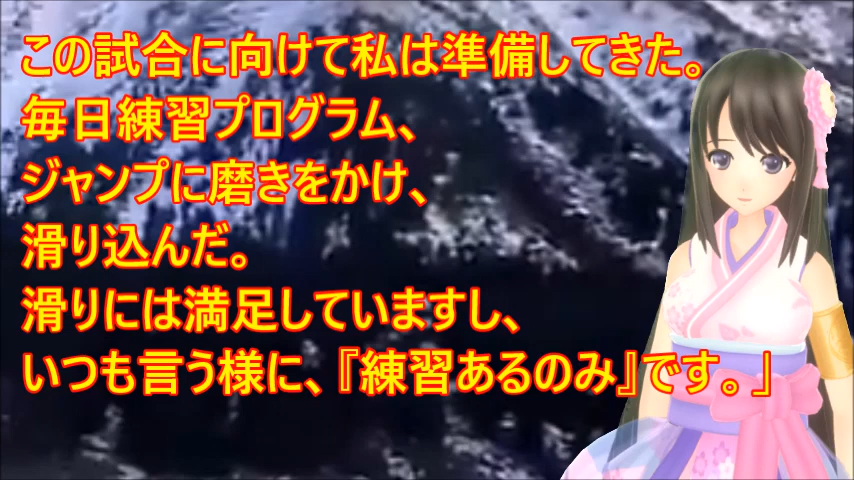 この試合に向けて私は準備してきた。
毎日練習プログラム、
ジャンプに磨きをかけ、
滑り込んだ。
滑りには満足していますし、
いつも言う様に、『練習あるのみ』です。」